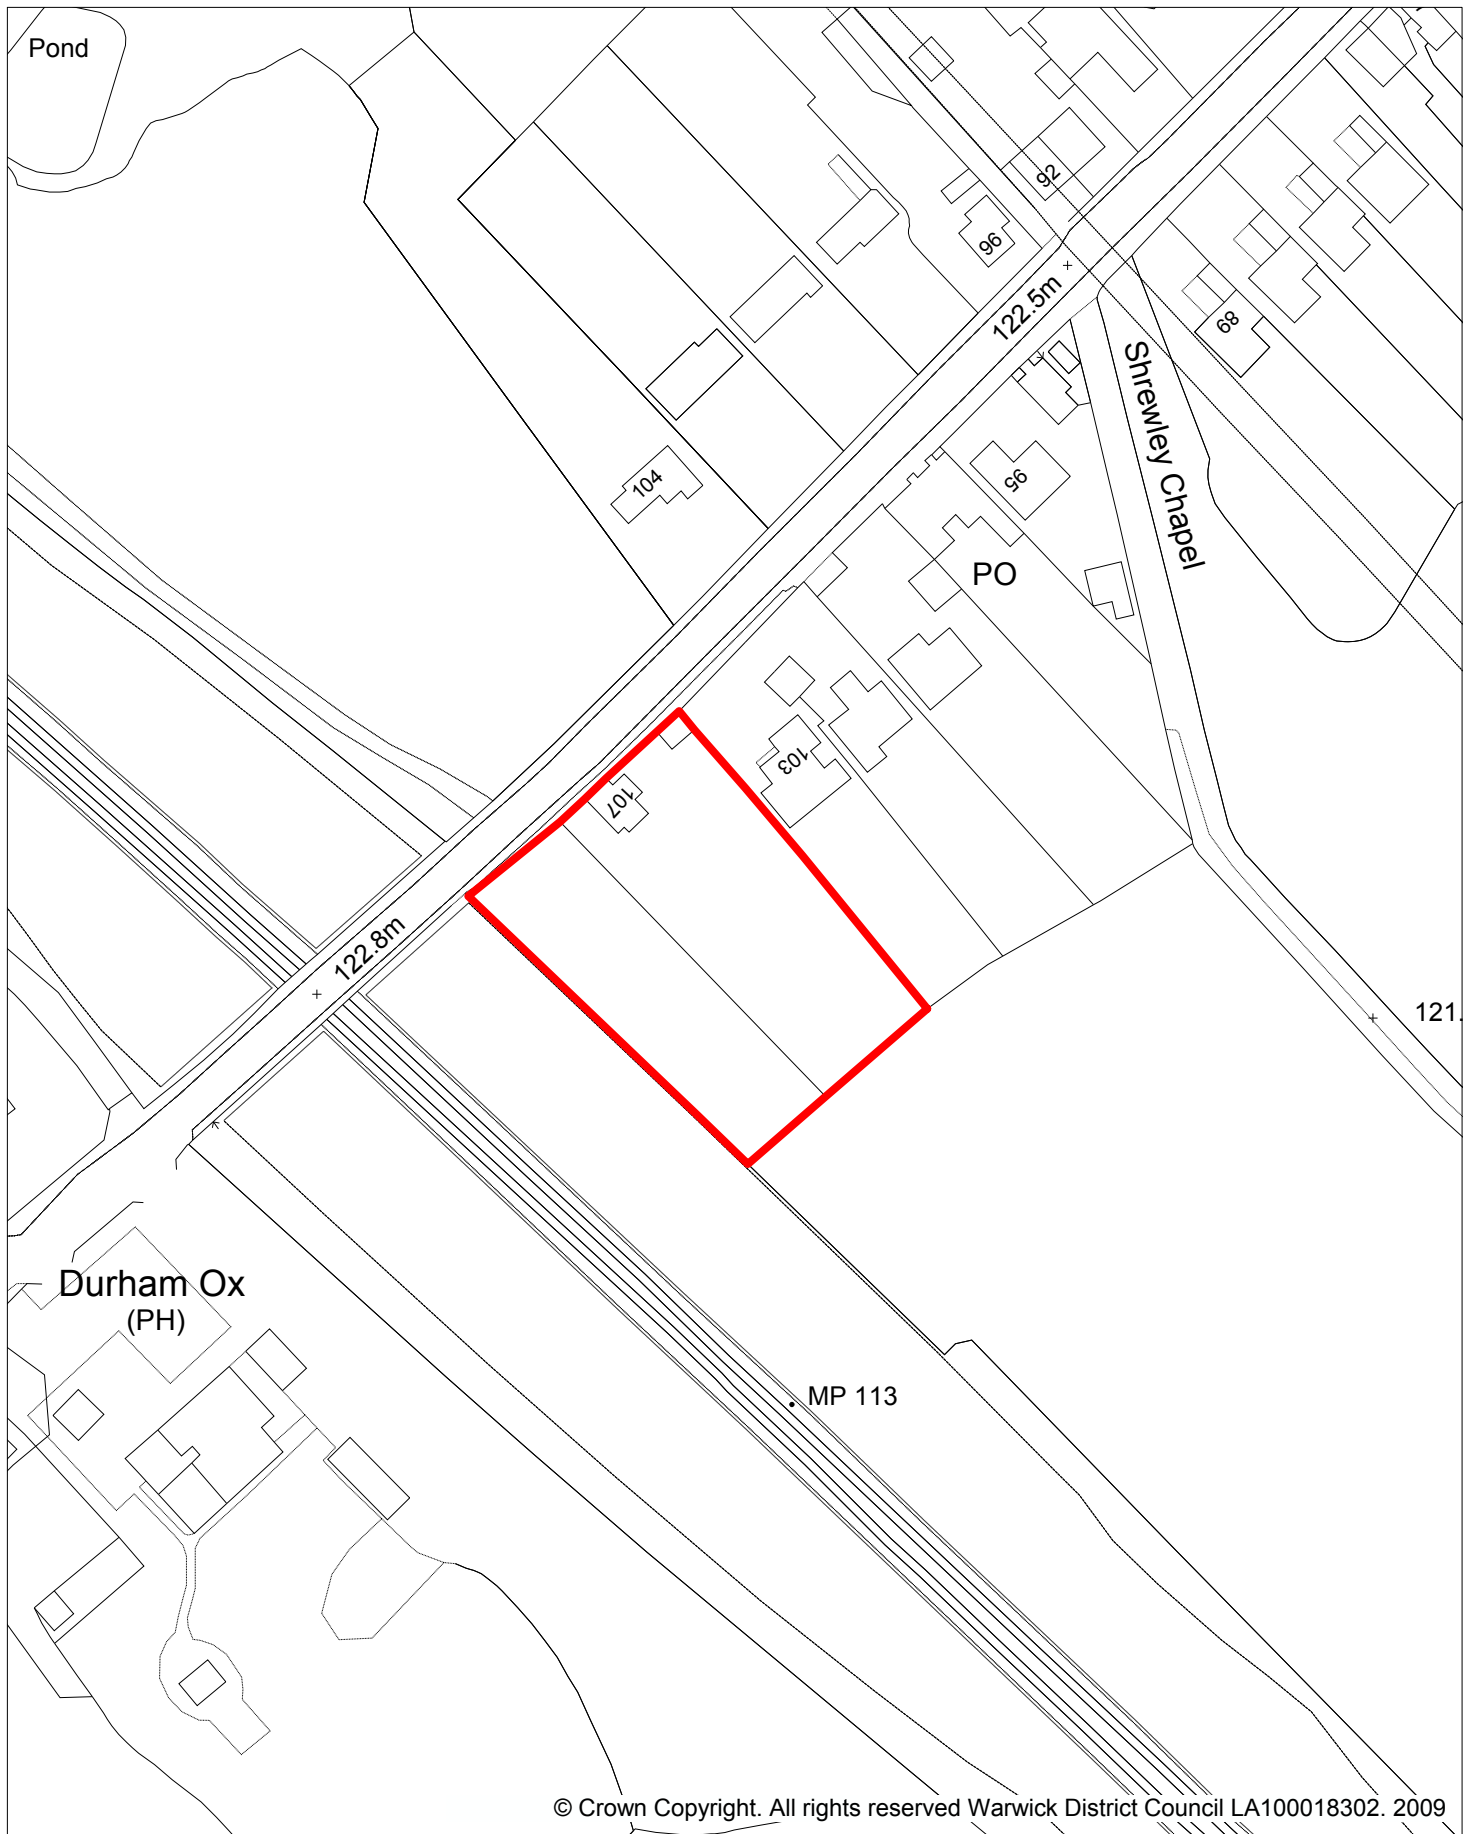 Pond
92
96
122.5m
68
Shrewley Chapel
104
95
PO
103
107
122.8m
121.
Durham Ox
(PH)
MP 113
© Crown Copyright. All rights reserved Warwick District Council LA100018302. 2009